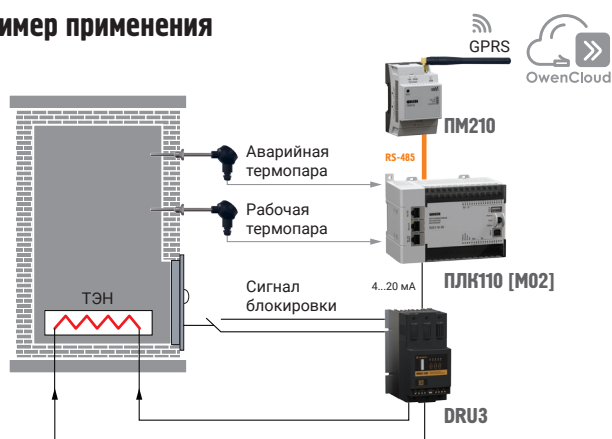 имер применения
GPRS
OwenCloud
ПМ210
RS-485
Аварийная
термопара
Рабочая
термопара
ПЛК110 [М02]
Сигнал
блокировки
4...20 мА
ТЭН
DRU3